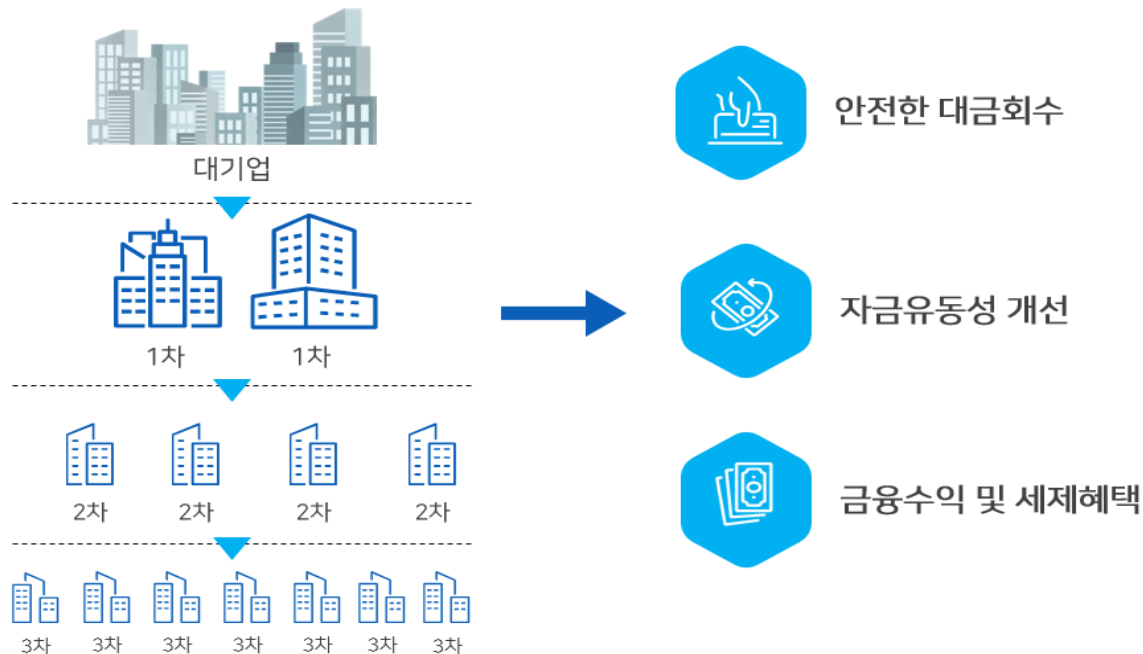 대기업
1차 1차
2차 2차 2차 2차
3차 3차 3차 3차 3차 3차 3차
안전한 대금회수
자금유동성 개선
금융수익 및 세제혜택